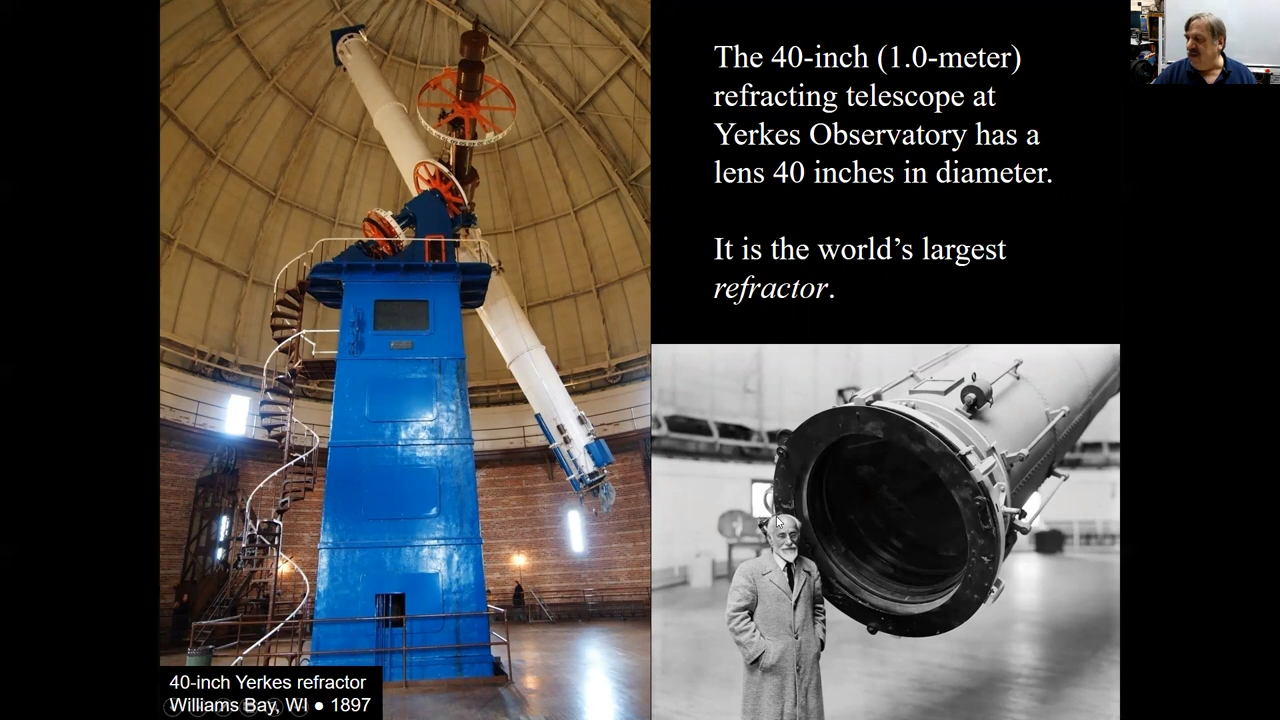 The 40-inch (1.0-meter)
refracting telescope at
Yerkes Observatory has a
lens 40 inches in diameter.
It is the world’s largest
refractor.
40-inch Yerkes refractor
Williams Bay, WI ● 1897